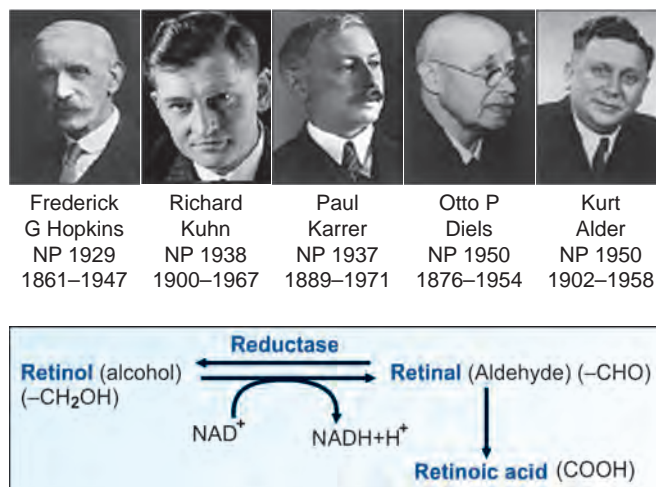 Frederick
G Hopkins
NP 1929
1861–1947
Richard
Kuhn
NP 1938
1900–1967
Paul
Karrer
NP 1937
1889–1971
Otto P
Diels
NP 1950
1876–1954
Kurt
Alder
NP 1950
1902–1958
Reductase
Retinol (alcohol)
(–CH₂OH)
Retinal (Aldehyde) (–CHO)
NAD⁺
NADH+H⁺
Retinoic acid (COOH)